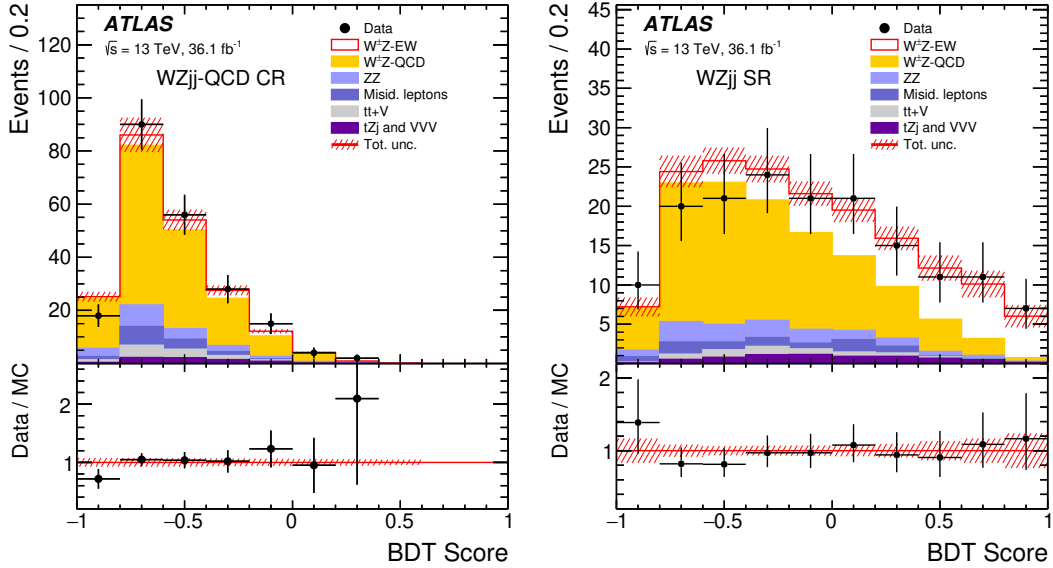 Events / 0.2
120
100
80
60
40
20
ATLAS
√s = 13 TeV, 36.1 fb⁻¹
WZjj-QCD CR
Data
W±Z-EW
W±Z-QCD
ZZ
Misid. leptons
tt+V
tZj and VVV
Tot. unc.
Data / MC
2
1
−1 −0.5 0 0.5 1
BDT Score
Events / 0.2
45
40
35
30
25
20
15
10
5
ATLAS
√s = 13 TeV, 36.1 fb⁻¹
WZjj SR
Data
W±Z-EW
W±Z-QCD
ZZ
Misid. leptons
tt+V
tZj and VVV
Tot. unc.
Data / MC
2
1
−1 −0.5 0 0.5 1
BDT Score